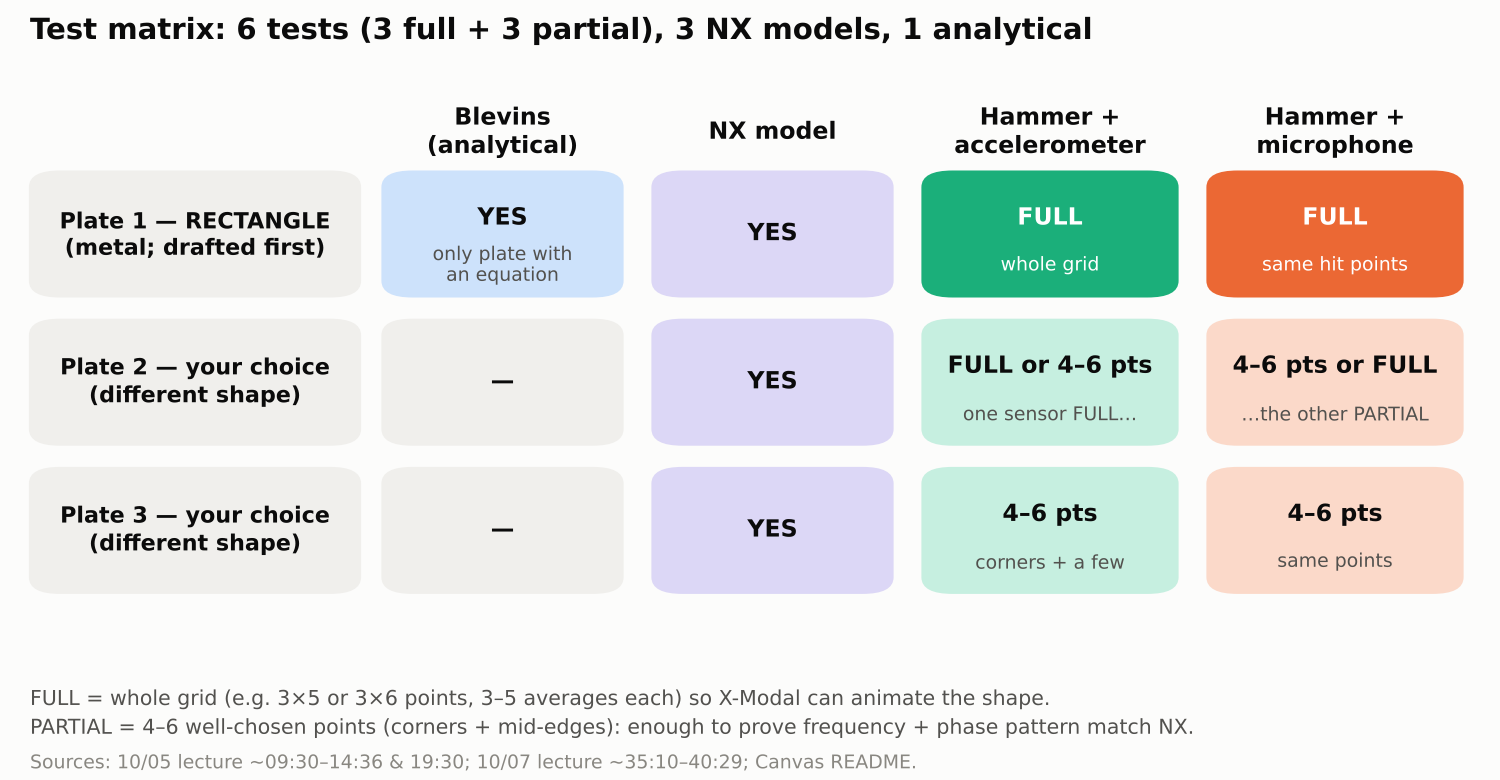 Test matrix: 6 tests (3 full + 3 partial), 3 NX models, 1 analytical
Blevins
(analytical)
NX model
Hammer +
accelerometer
Hammer +
microphone
Plate 1 — RECTANGLE
(metal; drafted first)
YES
only plate with
an equation
YES
FULL
whole grid
FULL
same hit points
Plate 2 — your choice
(different shape)
—
YES
FULL or 4–6 pts
one sensor FULL…
4–6 pts or FULL
…the other PARTIAL
Plate 3 — your choice
(different shape)
—
YES
4–6 pts
corners + a few
4–6 pts
same points
FULL = whole grid (e.g. 3×5 or 3×6 points, 3–5 averages each) so X-Modal can animate the shape.
PARTIAL = 4–6 well-chosen points (corners + mid-edges): enough to prove frequency + phase pattern match NX.
Sources: 10/05 lecture ~09:30–14:36 & 19:30; 10/07 lecture ~35:10–40:29; Canvas README.